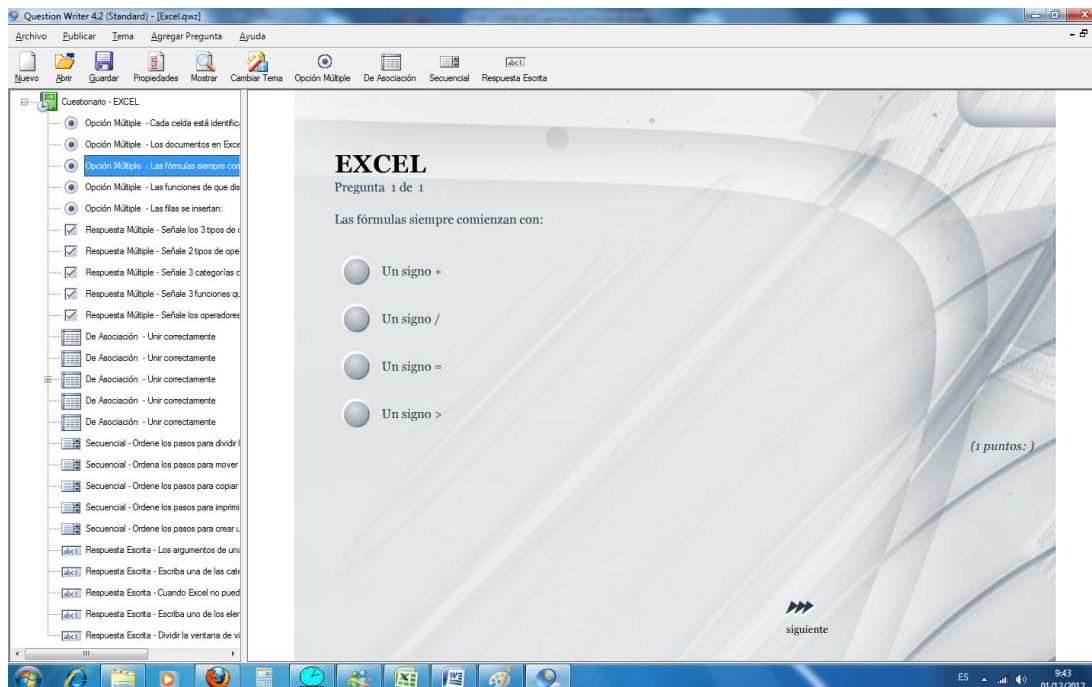 Question Writer 4.2 (Standard) - [Excel.qwz]
Archivo Publicar Tema Agregar Pregunta Ayuda
Nuevo Abrir Guardar Propiedades Mostrar Cambiar Tema Opción Múltiple De Asociación Secuencial Respuesta Escrita
Cuestionario - EXCEL
Opción Múltiple - Cada celda está identific
Opción Múltiple - Los documentos en Exce
Opción Múltiple - Las fórmulas siempre con
Opción Múltiple - Las funciones de que dis
Opción Múltiple - Las filas se insertan:
Respuesta Múltiple - Señale los 3 tipos de
Respuesta Múltiple - Señale 2 tipos de ope
Respuesta Múltiple - Señale 3 categorías
Respuesta Múltiple - Señale 3 funciones
Respuesta Múltiple - Señale los operadores
De Asociación - Unir correctamente
De Asociación - Unir correctamente
De Asociación - Unir correctamente
De Asociación - Unir correctamente
De Asociación - Unir correctamente
Secuencial - Ordene los pasos para dividir
Secuencial - Ordena los pasos para mover
Secuencial - Ordene los pasos para copiar
Secuencial - Ordene los pasos para imprimi
Secuencial - Ordene los pasos para crear
Respuesta Escrita - Los argumentos de una
Respuesta Escrita - Escriba una de las cate
Respuesta Escrita - Cuando Excel no pued
Respuesta Escrita - Escriba uno de los eler
Respuesta Escrita - Dividir la ventana de vi
EXCEL
Pregunta 1 de 1
Las fórmulas siempre comienzan con:
Un signo +
Un signo /
Un signo =
Un signo >
(1 puntos: )
siguiente
ES
9:43
01/12/2012